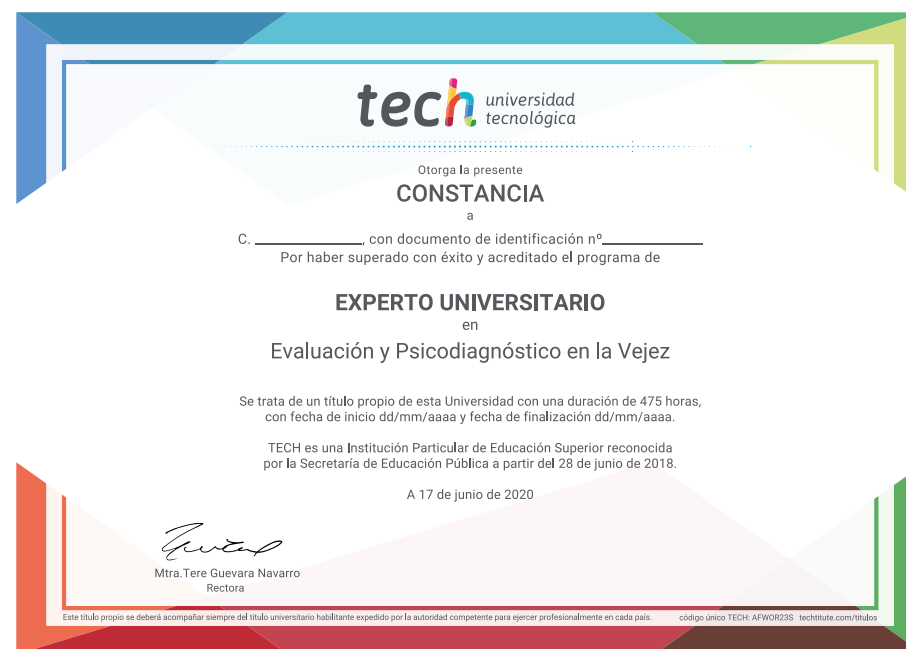 tech universidad
tecnológica
Otorga la presente
CONSTANCIA
a
C. ______________, con documento de identificación nº_____________
Por haber superado con éxito y acreditado el programa de
EXPERTO UNIVERSITARIO
en
Evaluación y Psicodiagnóstico en la Vejez
Se trata de un título propio de esta Universidad con una duración de 475 horas,
con fecha de inicio dd/mm/aaaa y fecha de finalización dd/mm/aaaa.
TECH es una Institución Particular de Educación Superior reconocida
por la Secretaría de Educación Pública a partir del 28 de junio de 2018.
A 17 de junio de 2020
Mtra.Tere Guevara Navarro
Rectora
Este título propio se deberá acompañar siempre del título universitario habilitante expedido por la autoridad competente para ejercer profesionalmente en cada país. código único TECH: AFWOR23S techtitute.com/titulos